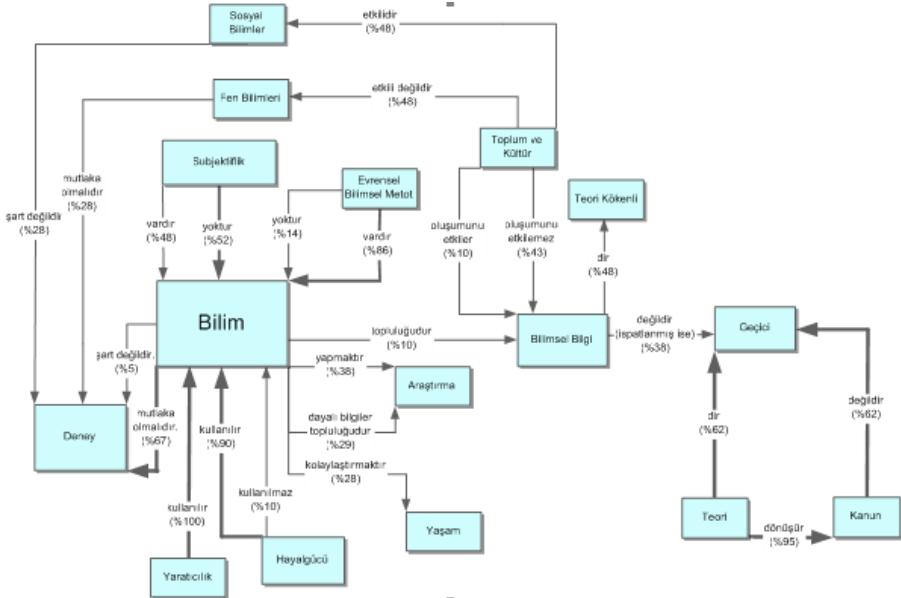 Sosyal
Bilimler
etkilidir
(%48)
Fen Bilimleri
etkili değildir
(%48)
Toplum ve
Kültür
Subjektiflik
Evrensel
Bilimsel Metot
Teori Kökenli
mutlaka
olmalıdır.
(%28)
şart değildir
(%28)
vardır
(%48)
yoktur
(%52)
yoktur
(%14)
vardır
(%86)
oluşumunu
etkiler
(%10)
oluşumunu
etkilemez
(%43)
dir
(%48)
Bilim
topluluğudur
(%10)
Bilimsel Bilgi
değildir
(ispatlanmış ise)
(%38)
Geçici
şart değildir.
(%5)
yapmaktır
(%38)
Araştırma
Deney
mutlaka
olmalıdır.
(%67)
kullanılır
(%90)
dayalı bilgiler
topluluğudur
(%29)
dir
(%62)
değildir
(%62)
kolaylaştırmaktır
(%28)
kullanılır
(%100)
kullanılmaz
(%10)
Yaşam
Teori
dönüşür
(%95)
Kanun
Yaratıcılık
Hayalgücü